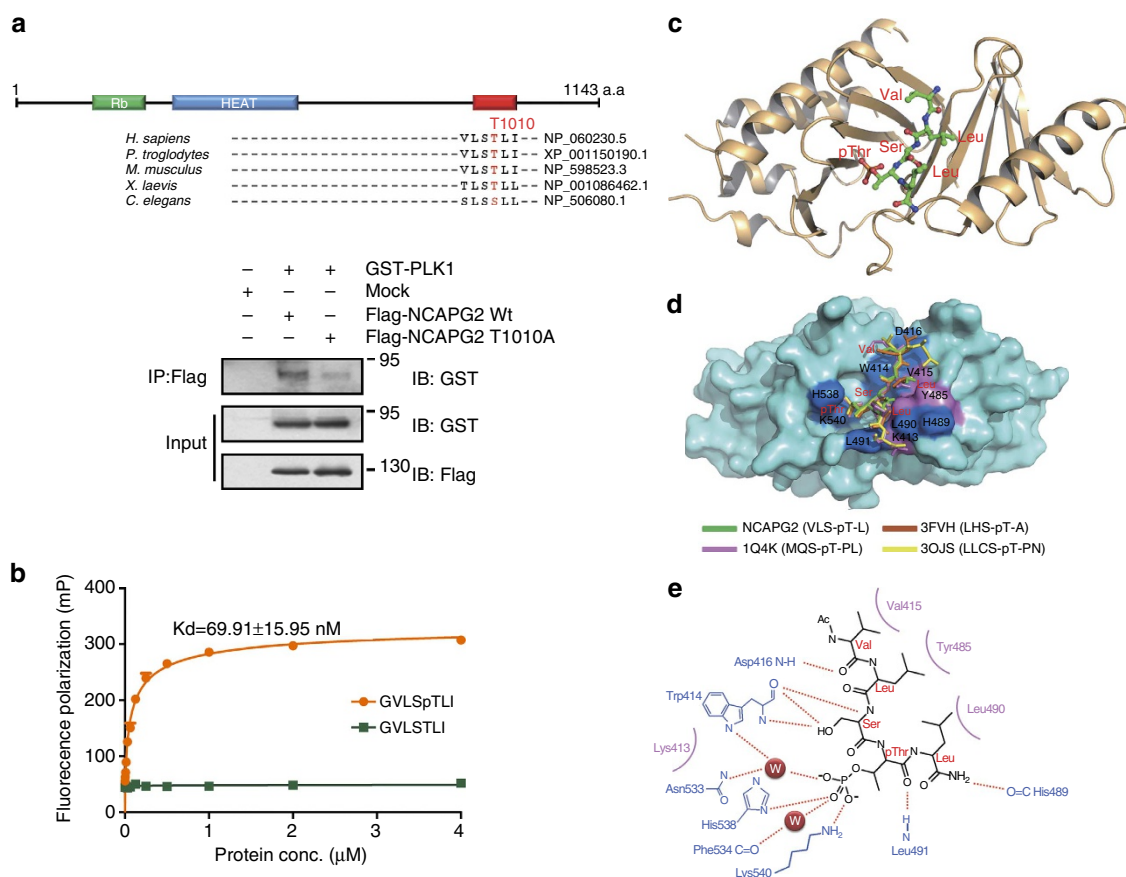 a
1
1143 a.a
Rb
HEAT
T1010
H. sapiens VLSTLI NP_060230.5
P. troglodytes VLSTLI XP_001150190.1
M. musculus VLSTLI NP_598523.3
X. laevis TLSTLL NP_001086462.1
C. elegans SLSSLL NP_506080.1
– + + GST-PLK1
+ – – Mock
– + – Flag-NCAPG2 Wt
– – + Flag-NCAPG2 T1010A
IP:Flag
95
IB: GST
Input
95
IB: GST
130
IB: Flag
b
Fluorescence polarization (mP)
400
300
200
100
0
Kd=69.91±15.95 nM
GVLSpTLI
GVLSTLI
0 1 2 3 4
Protein conc. (μM)
c
Val
Leu
Ser
pThr
Leu
d
D416
Val
W414
V415
Leu
Y485
H538
Ser
pThr
K540
Leu
L490
H489
L491
K413
NCAPG2 (VLS-pT-L)
3FVH (LHS-pT-A)
1Q4K (MQS-pT-PL)
3OJS (LLCS-pT-PN)
e
Val415
Ac
N
H
Val
Tyr485
Asp416 N-H
O
Trp414
O
O
Leu
N
N
HO
Ser
Leu490
N
O
N
pThr
N
Leu
Lys413
W
O
P
O
O
O
NH2
Asn533
O
N
N
O=C His489
His538
N
W
H
N
Leu491
Phe534 C=O
NH2
Lys540